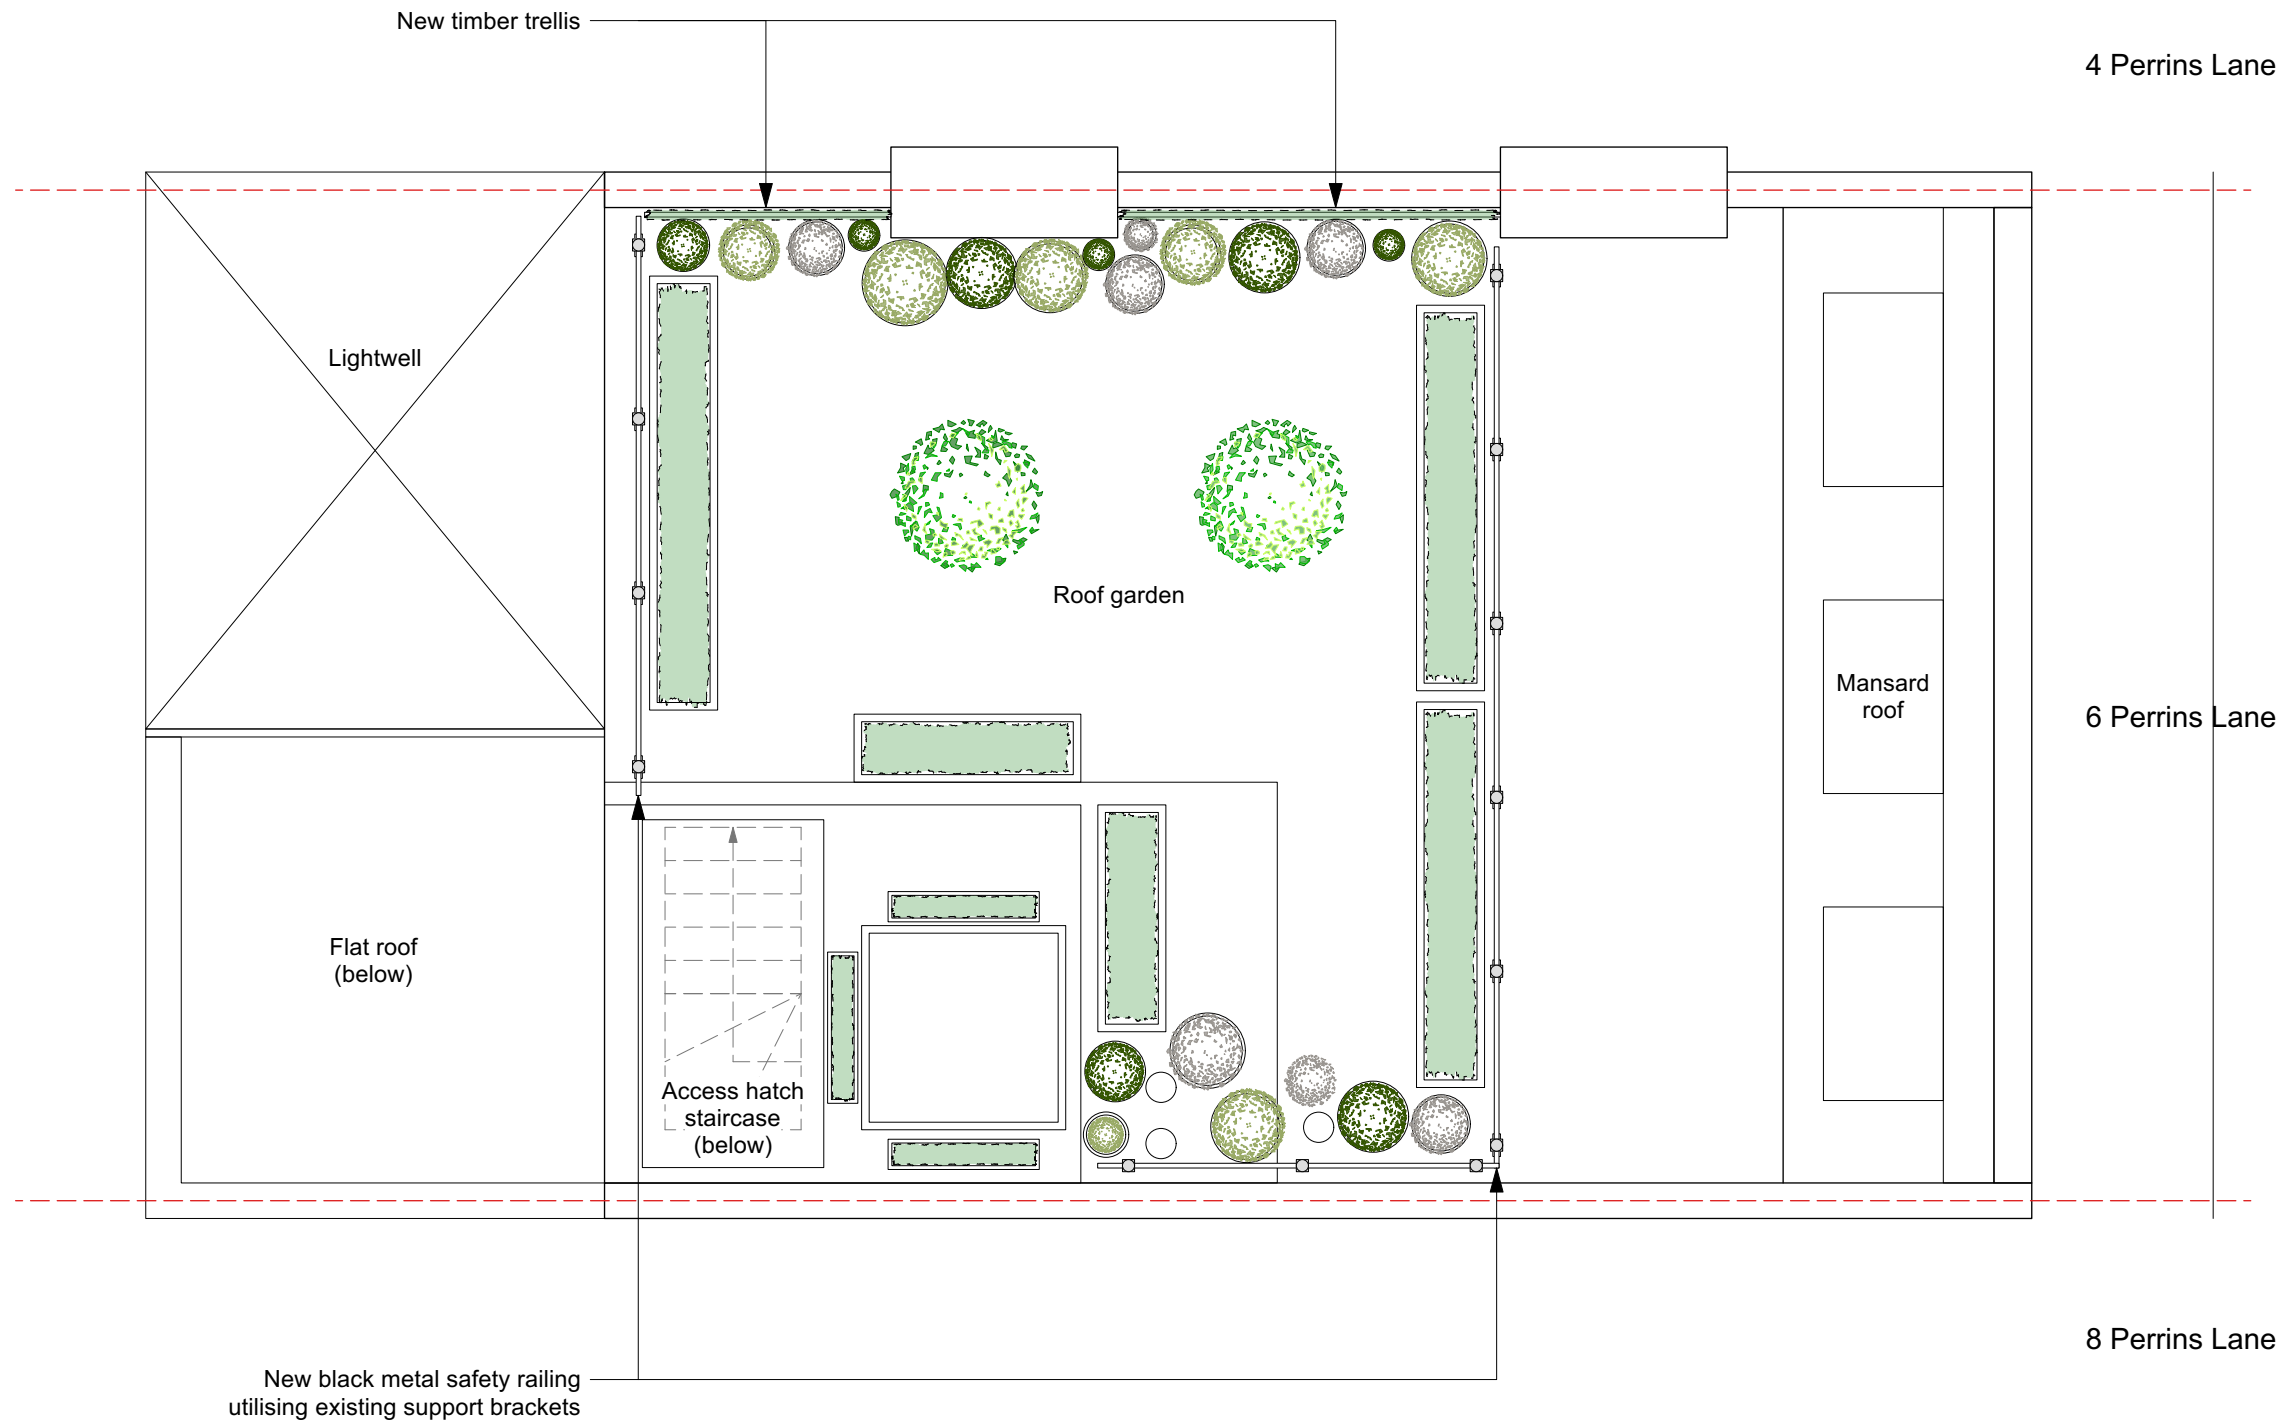 New timber trellis
4 Perrins Lane
Lightwell
Roof garden
Mansard
roof
6 Perrins Lane
Flat roof
(below)
Access hatch
staircase
(below)
8 Perrins Lane
New black metal safety railing
utilising existing support brackets